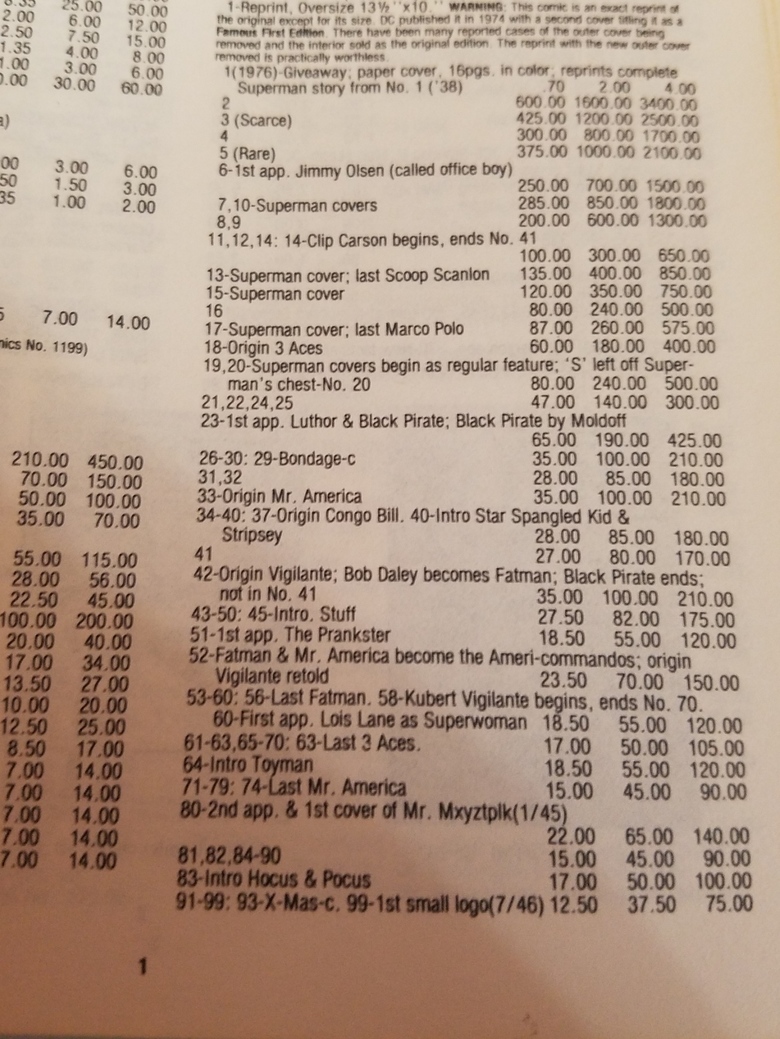 3.35 25.00 50.00
2.00 6.00 12.00
2.50 7.50 15.00
1.35 4.00 8.00
1.00 3.00 6.00
0.00 30.00 60.00
a)
00 3.00 6.00
50 1.50 3.00
35 1.00 2.00
5 7.00 14.00
nics No. 1199)
210.00 450.00
70.00 150.00
50.00 100.00
35.00 70.00
55.00 115.00
28.00 56.00
22.50 45.00
100.00 200.00
20.00 40.00
17.00 34.00
13.50 27.00
10.00 20.00
12.50 25.00
8.50 17.00
7.00 14.00
7.00 14.00
7.00 14.00
7.00 14.00
7.00 14.00
1-Reprint, Oversize 13½''x10.'' WARNING: This comic is an exact reprint of
the original except for its size. DC published it in 1974 with a second cover titling it as a
Famous First Edition. There have been many reported cases of the outer cover being
removed and the interior sold as the original edition. The reprint with the new outer cover
removed is practically worthless.
1(1976)-Giveaway; paper cover, 16pgs. in color; reprints complete
Superman story from No. 1 ('38) .70 2.00 4.00
2 600.00 1600.00 3400.00
3 (Scarce) 425.00 1200.00 2500.00
4 300.00 800.00 1700.00
5 (Rare) 375.00 1000.00 2100.00
6-1st app. Jimmy Olsen (called office boy)
250.00 700.00 1500.00
7,10-Superman covers 285.00 850.00 1800.00
8,9 200.00 600.00 1300.00
11,12,14: 14-Clip Carson begins, ends No. 41
100.00 300.00 650.00
13-Superman cover; last Scoop Scanlon 135.00 400.00 850.00
15-Superman cover 120.00 350.00 750.00
16 80.00 240.00 500.00
17-Superman cover; last Marco Polo 87.00 260.00 575.00
18-Origin 3 Aces 60.00 180.00 400.00
19,20-Superman covers begin as regular feature; 'S' left off Super-
man's chest-No. 20 80.00 240.00 500.00
21,22,24,25 47.00 140.00 300.00
23-1st app. Luthor & Black Pirate; Black Pirate by Moldoff
65.00 190.00 425.00
26-30: 29-Bondage-c 35.00 100.00 210.00
31,32 28.00 85.00 180.00
33-Origin Mr. America 35.00 100.00 210.00
34-40: 37-Origin Congo Bill. 40-Intro Star Spangled Kid &
Stripsey 28.00 85.00 180.00
41 27.00 80.00 170.00
42-Origin Vigilante; Bob Daley becomes Fatman; Black Pirate ends;
not in No. 41 35.00 100.00 210.00
43-50: 45-Intro. Stuff 27.50 82.00 175.00
51-1st app. The Prankster 18.50 55.00 120.00
52-Fatman & Mr. America become the Ameri-commandos; origin
Vigilante retold 23.50 70.00 150.00
53-60: 56-Last Fatman. 58-Kubert Vigilante begins, ends No. 70.
60-First app. Lois Lane as Superwoman 18.50 55.00 120.00
61-63,65-70: 63-Last 3 Aces. 17.00 50.00 105.00
64-Intro Toyman 18.50 55.00 120.00
71-79: 74-Last Mr. America 15.00 45.00 90.00
80-2nd app. & 1st cover of Mr. Mxyztplk(1/45)
22.00 65.00 140.00
81,82,84-90 15.00 45.00 90.00
83-Intro Hocus & Pocus 17.00 50.00 100.00
91-99: 93-X-Mas-c. 99-1st small logo(7/46) 12.50 37.50 75.00
1